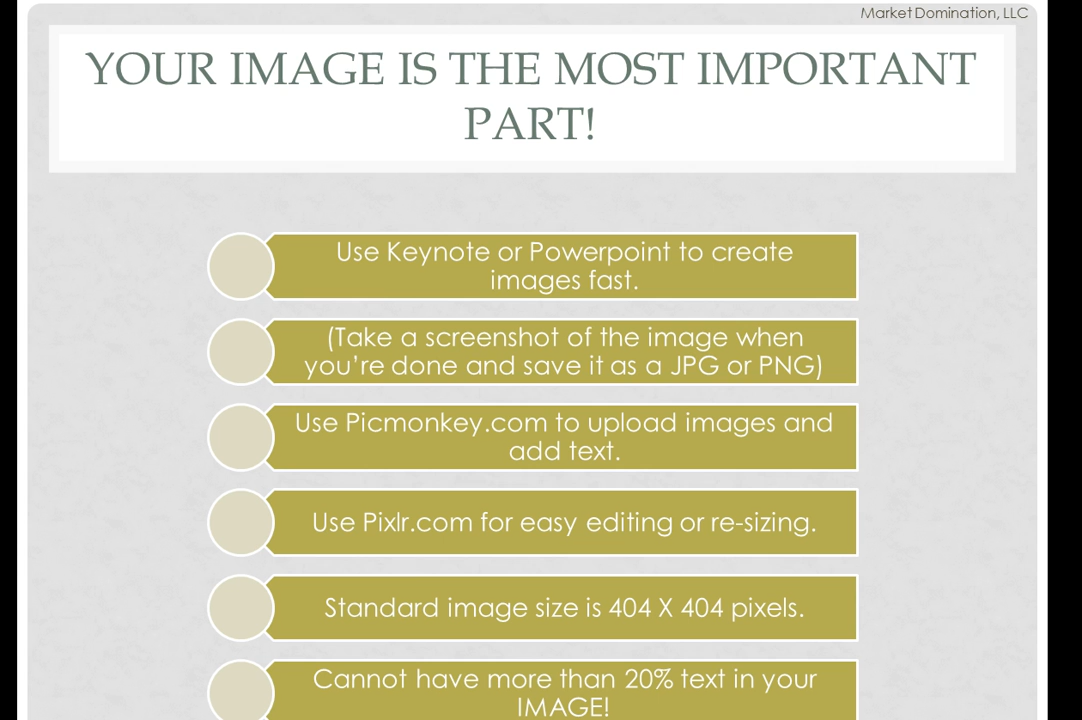 Market Domination, LLC
YOUR IMAGE IS THE MOST IMPORTANT
PART!
Use Keynote or Powerpoint to create
images fast.
(Take a screenshot of the image when
you're done and save it as a JPG or PNG)
Use Picmonkey.com to upload images and
add text.
Use Pixlr.com for easy editing or re-sizing.
Standard image size is 404 X 404 pixels.
Cannot have more than 20% text in your
IMAGE!